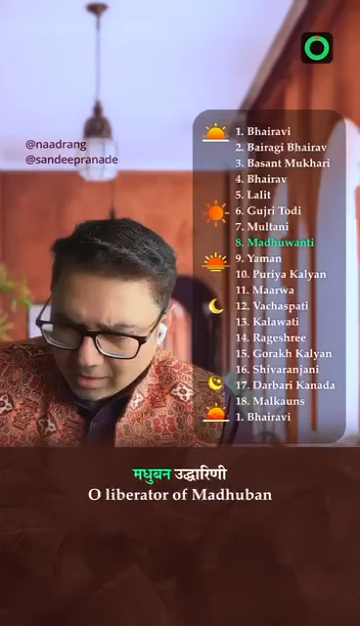 @naadrang
@sandeepranade
1. Bhairavi
2. Bairagi Bhairav
3. Basant Mukhari
4. Bhairav
5. Lalit
6. Gujri Todi
7. Multani
8. Madhuwanti
9. Yaman
10. Puriya Kalyan
11. Maarwa
12. Vachaspati
13. Kalawati
14. Rageshree
15. Gorakh Kalyan
16. Shivaranjani
17. Darbari Kanada
18. Malkauns
1. Bhairavi
मधुबन उद्धारिणी
O liberator of Madhuban